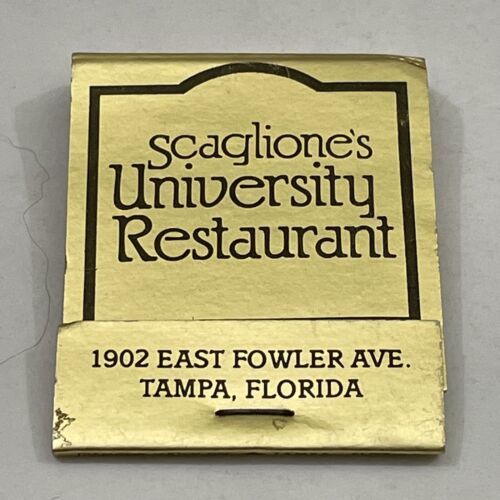 Scaglione's
University
Restaurant
1902 EAST FOWLER AVE.
TAMPA, FLORIDA